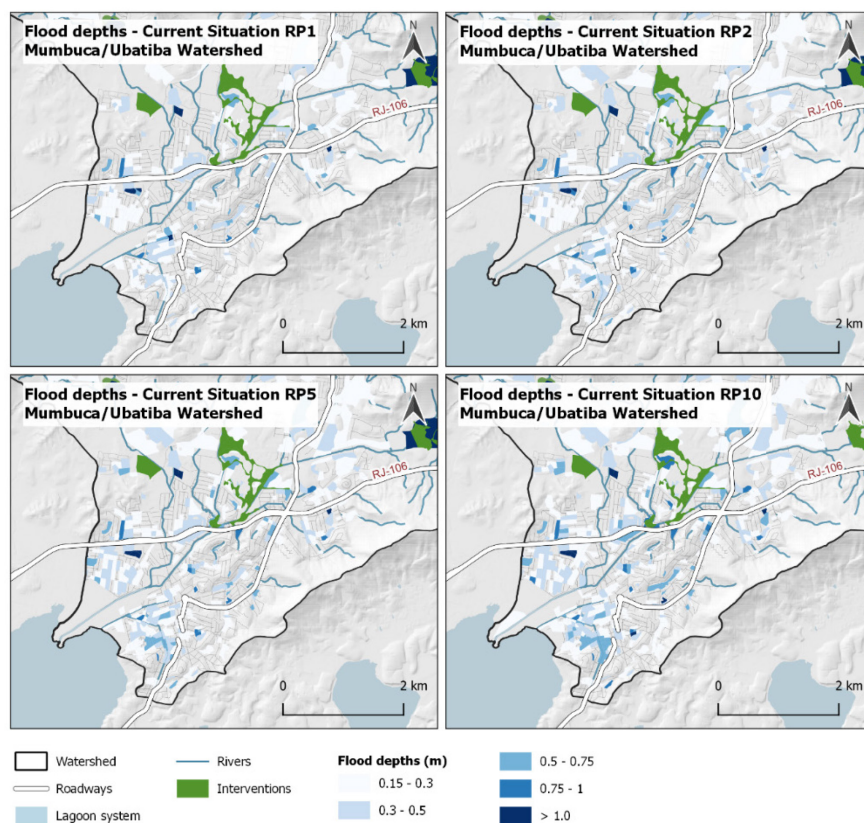 Flood depths - Current Situation RP1
Mumbuca/Ubatiba Watershed
N
RJ-106
0 2 km
Flood depths - Current Situation RP2
Mumbuca/Ubatiba Watershed
N
RJ-106
0 2 km
Flood depths - Current Situation RP5
Mumbuca/Ubatiba Watershed
N
RJ-106
0 2 km
Flood depths - Current Situation RP10
Mumbuca/Ubatiba Watershed
N
RJ-106
0 2 km
Watershed
Roadways
Lagoon system
Rivers
Interventions
Flood depths (m)
0.15 - 0.3
0.3 - 0.5
0.5 - 0.75
0.75 - 1
> 1.0